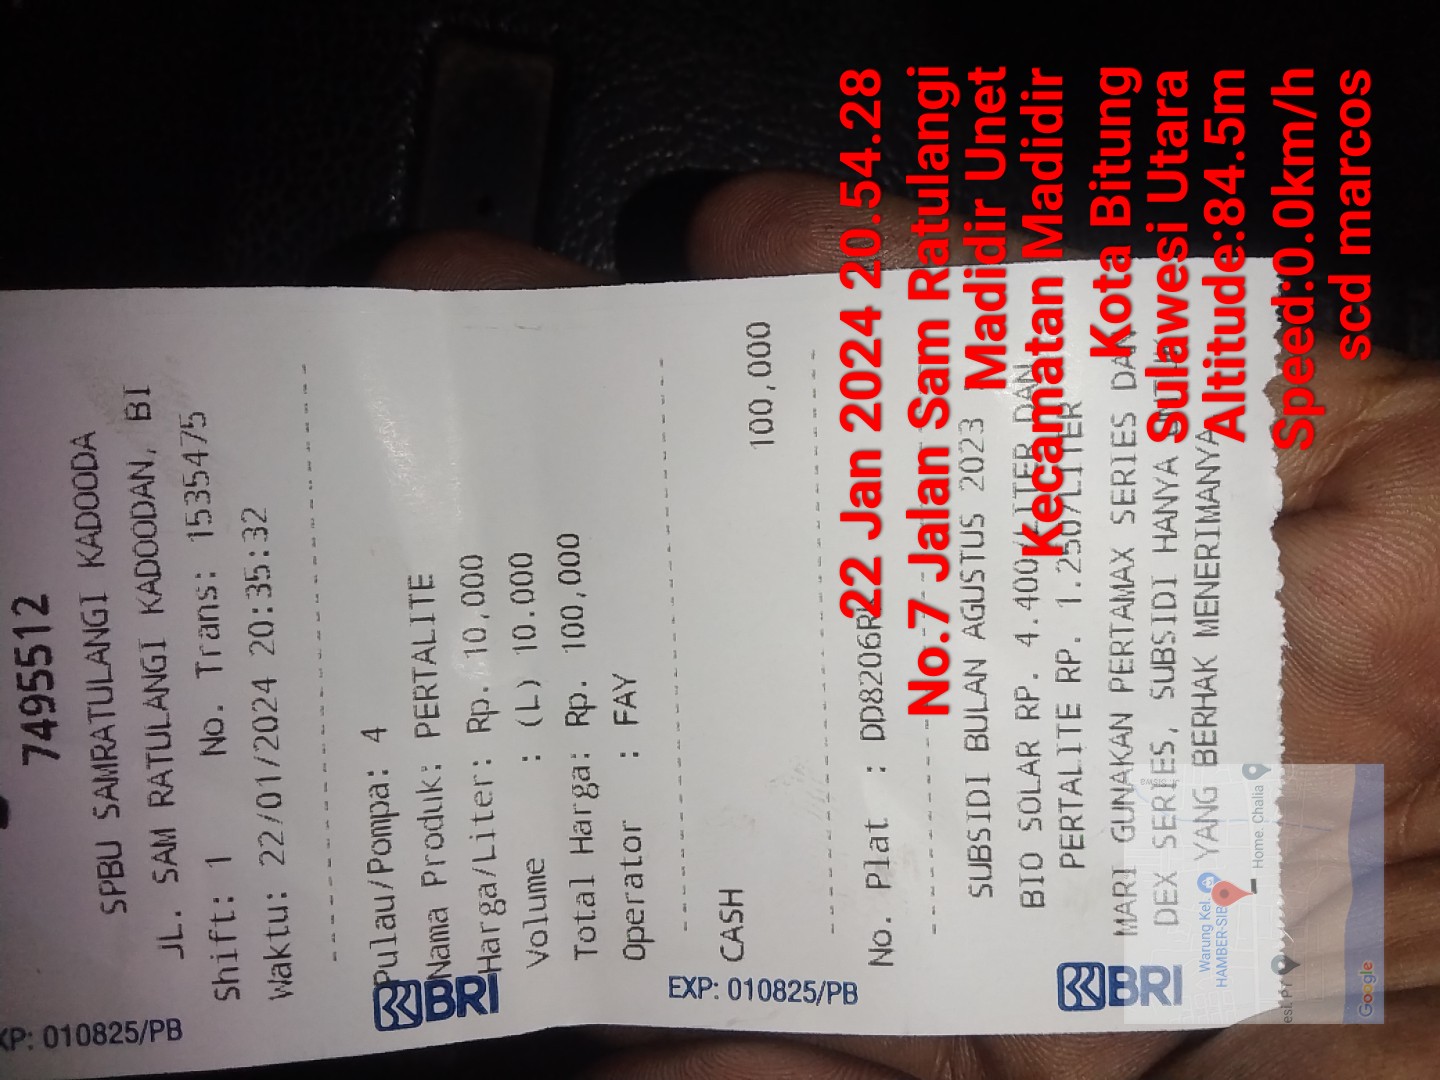 7495512
SPBU SAMRATULANGI KADOODA
JL. SAM RATULANGI KADOODAN, BI
Shift: 1 No. Trans: 1535475
Waktu: 22/01/2024 20:35:32
Pulau/Pompa: 4
Nama Produk: PERTALITE
Harga/Liter: Rp. 10,000
Volume : (L) 10.000
Total Harga: Rp. 100,000
Operator : FAY
CASH
100,000
No. Plat : DD8206
SUBSIDI BULAN AGUSTUS 2023
BIO SOLAR RP. 4.400/LITER DAN
PERTALITE RP. 1.250/LITER
MARI GUNAKAN PERTAMAX SERIES DAN
DEX SERIES, SUBSIDI HANYA UNTUK
YANG BERHAK MENERIMANYA
XP: 010825/PB
BRI
EXP: 010825/PB
BRI
22 Jan 2024 20.54.28
No.7 Jalan Sam Ratulangi
Madidir Unet
Kecamatan Madidir
Kota Bitung
Sulawesi Utara
Altitude:84.5m
Speed:0.0km/h
scd marcos
Warung Kel.
HAMBER-SIB
Home. Challa
Google